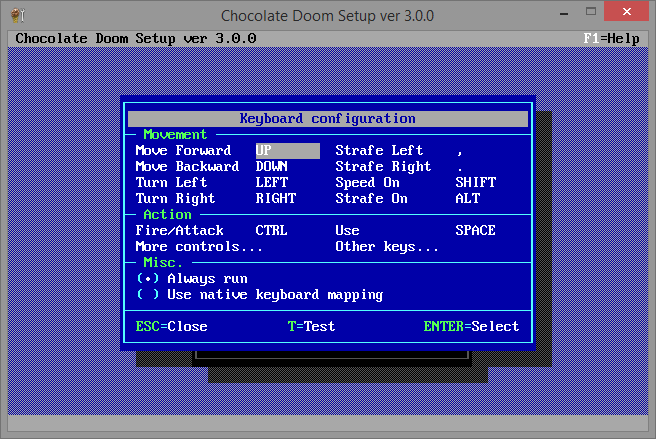 Chocolate Doom Setup ver 3.0.0
Chocolate Doom Setup ver 3.0.0 F1=Help
Keyboard configuration
Movement
Move Forward UP Strafe Left ,
Move Backward DOWN Strafe Right .
Turn Left LEFT Speed On SHIFT
Turn Right RIGHT Strafe On ALT
Action
Fire/Attack CTRL Use SPACE
More controls... Other keys...
Misc.
(•) Always run
( ) Use native keyboard mapping
ESC=Close T=Test ENTER=Select